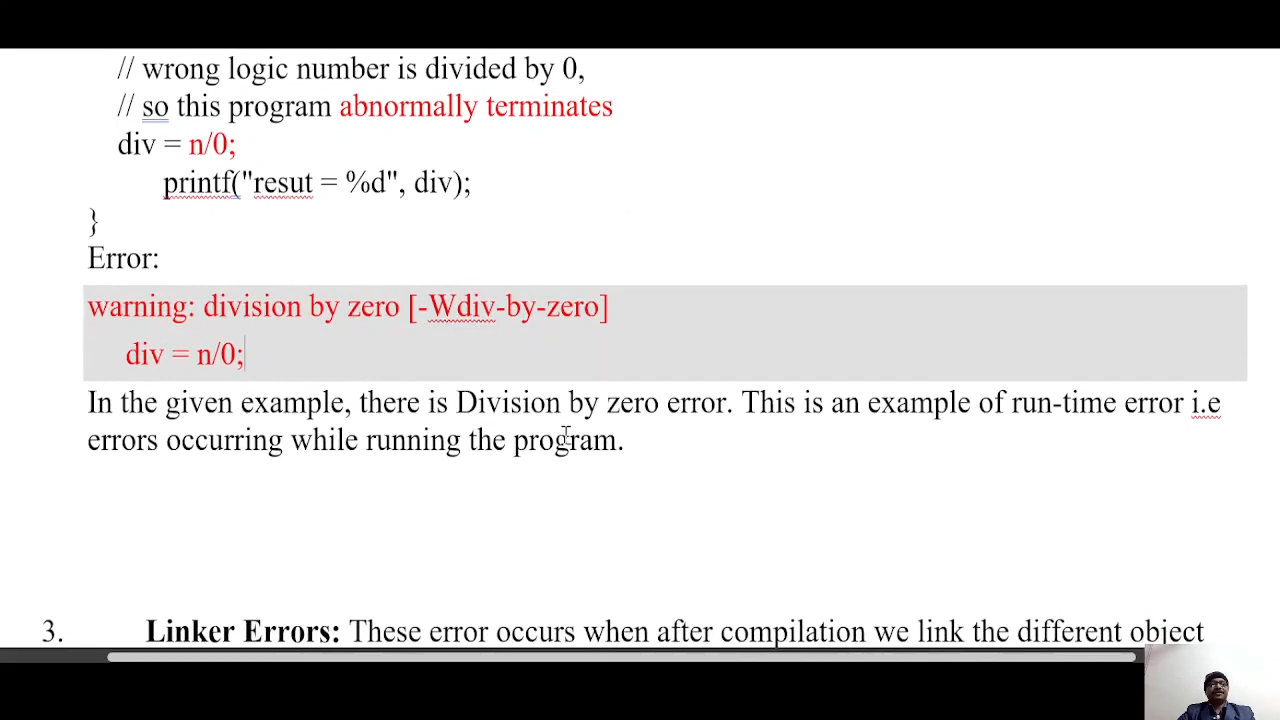 // wrong logic number is divided by 0,
// so this program abnormally terminates
div = n/0;
printf("resut = %d", div);
}
Error:
warning: division by zero [-Wdiv-by-zero]
div = n/0;
In the given example, there is Division by zero error. This is an example of run-time error i.e
errors occurring while running the program.
3. Linker Errors: These error occurs when after compilation we link the different object